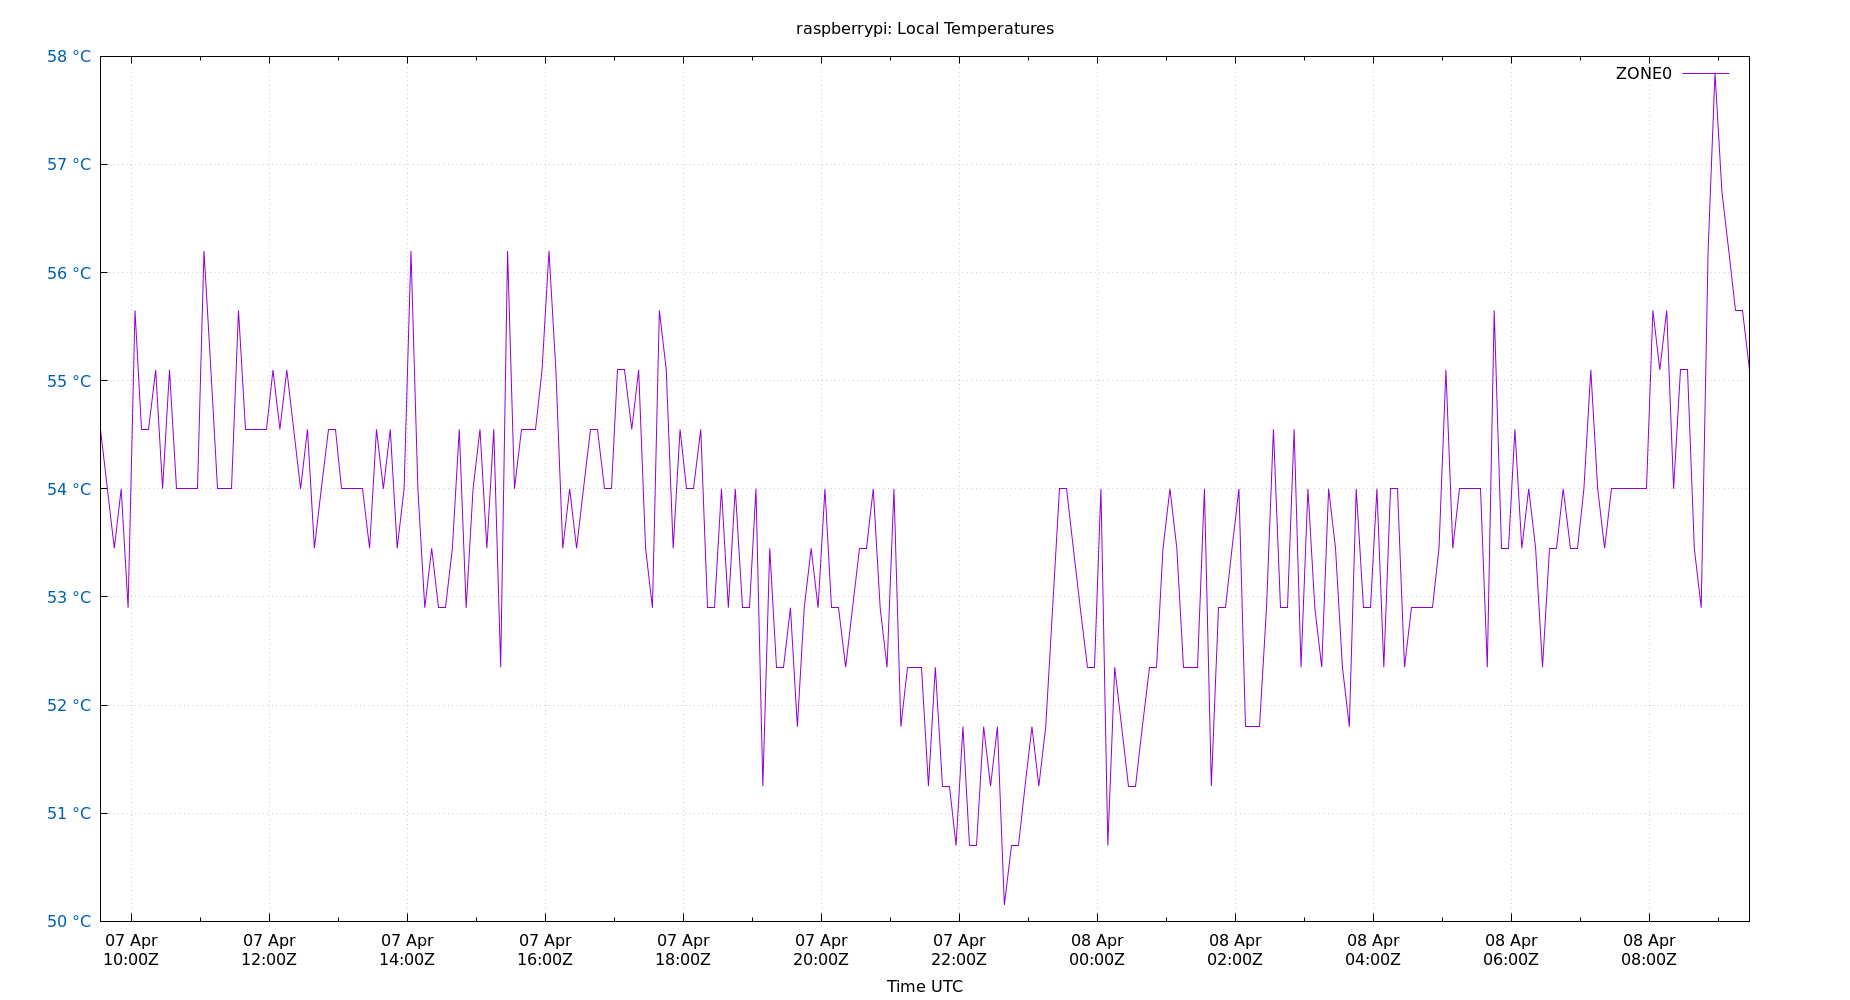 raspberrypi: Local Temperatures
58 °C
ZONE0
57 °C
56 °C
55 °C
54 °C
53 °C
52 °C
51 °C
50 °C
07 Apr 07 Apr 07 Apr 07 Apr 07 Apr 07 Apr 07 Apr 08 Apr 08 Apr 08 Apr 08 Apr 08 Apr
10:00Z 12:00Z 14:00Z 16:00Z 18:00Z 20:00Z 22:00Z 00:00Z 02:00Z 04:00Z 06:00Z 08:00Z
Time UTC